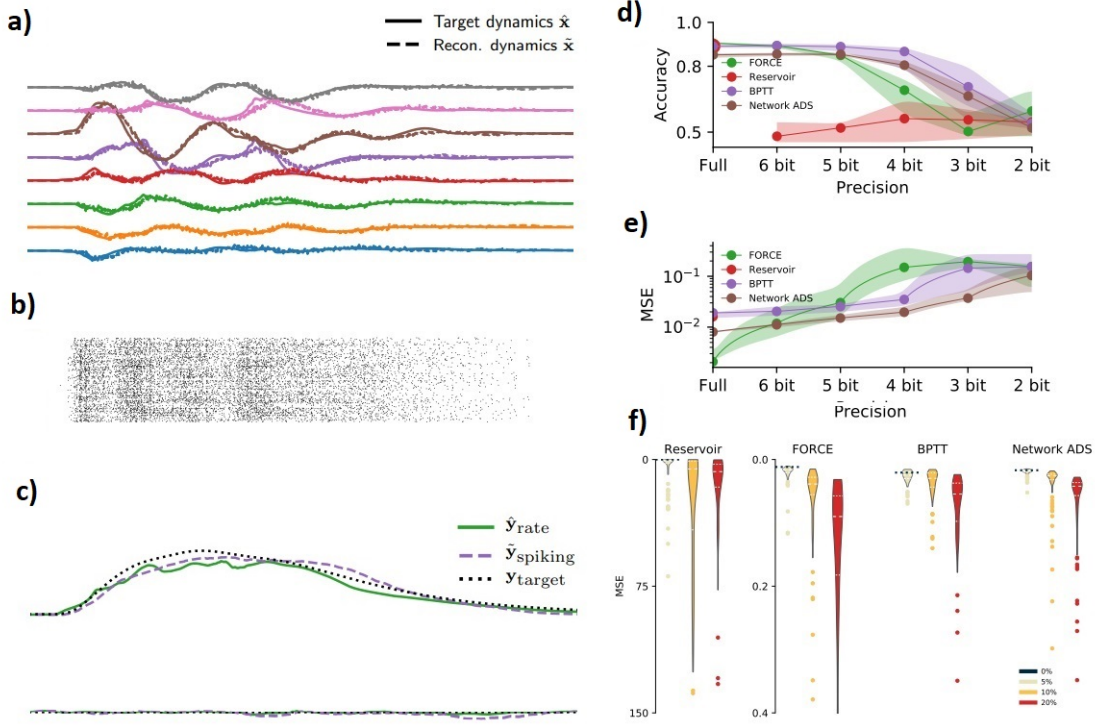 a)
Target dynamics x̂
Recon. dynamics x̃
b)
c)
ŷrate
ỹspiking
ytarget
d)
1.0
0.8
0.5
Accuracy
FORCE
Reservoir
BPTT
Network ADS
Full 6 bit 5 bit 4 bit 3 bit 2 bit
Precision
e)
10⁻¹
10⁻²
MSE
FORCE
Reservoir
BPTT
Network ADS
Full 6 bit 5 bit 4 bit 3 bit 2 bit
Precision
f)
Reservoir FORCE BPTT Network ADS
0 0.0
75 0.2
150 0.4
MSE MSE
0%
5%
10%
20%